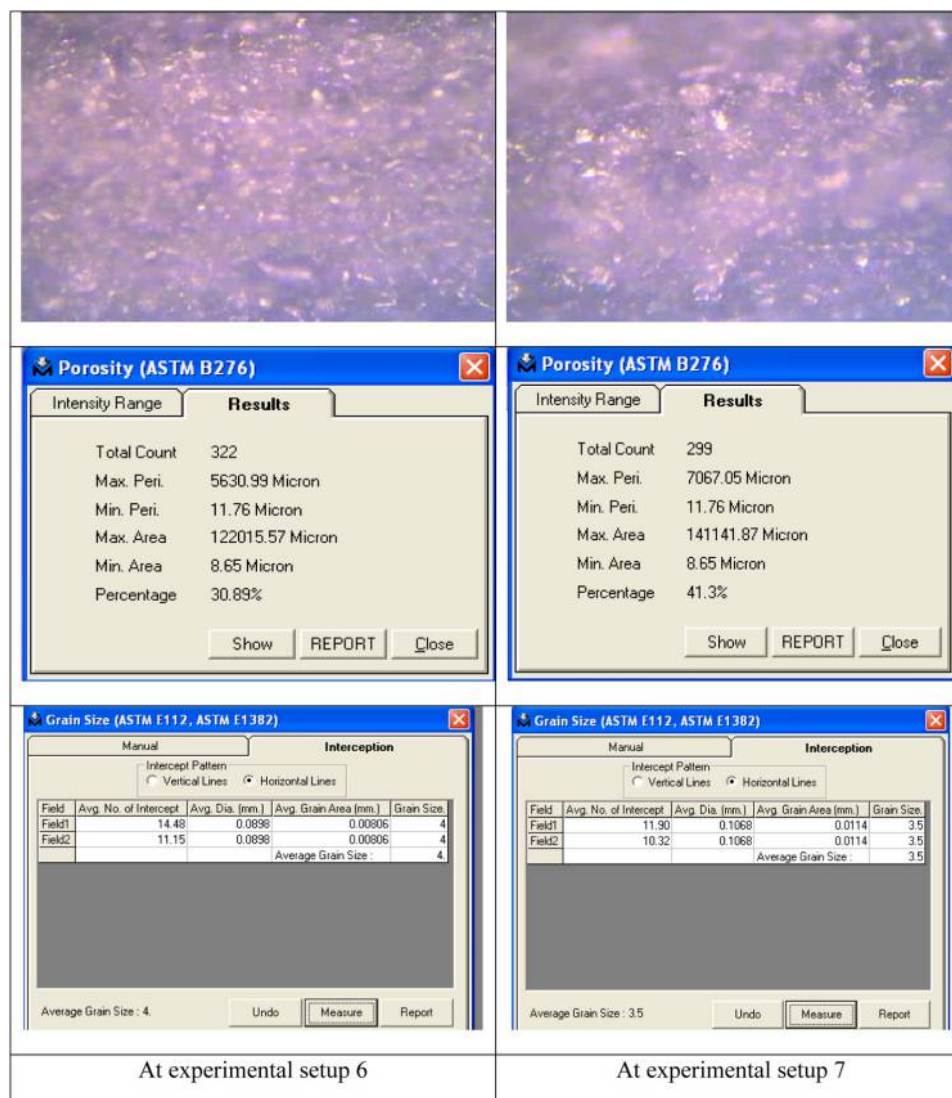 Porosity (ASTM B276)
Intensity Range Results
Total Count 322
Max. Peri. 5630.99 Micron
Min. Peri. 11.76 Micron
Max. Area 122015.57 Micron
Min. Area 8.65 Micron
Percentage 30.89%
Show REPORT Close
Porosity (ASTM B276)
Intensity Range Results
Total Count 299
Max. Peri. 7067.05 Micron
Min. Peri. 11.76 Micron
Max. Area 141141.87 Micron
Min. Area 8.65 Micron
Percentage 41.3%
Show REPORT Close
Grain Size (ASTM E112, ASTM E1382)
Manual Interception
Intercept Pattern
Vertical Lines Horizontal Lines
Field Avg. No. of Intercept Avg. Dia. (mm.) Avg. Grain Area (mm.) Grain Size.
Field1 14.48 0.0898 0.00806 4
Field2 11.15 0.0898 0.00806 4
Average Grain Size : 4.
Average Grain Size : 4. Undo Measure Report
Grain Size (ASTM E112, ASTM E1382)
Manual Interception
Intercept Pattern
Vertical Lines Horizontal Lines
Field Avg. No. of Intercept Avg. Dia. (mm.) Avg. Grain Area (mm.) Grain Size.
Field1 11.90 0.1068 0.0114 3.5
Field2 10.32 0.1068 0.0114 3.5
Average Grain Size : 3.5
Average Grain Size : 3.5 Undo Measure Report
At experimental setup 6
At experimental setup 7